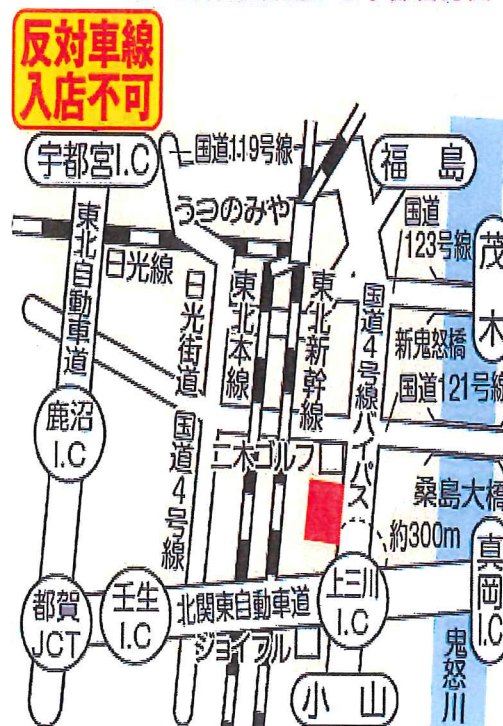 反対車線
入店不可
宇都宮I.C
国道119号線
福島
うつのみや
国道
123号線
茂木
東北自動車道
日光線
日光街道
東北本線
東北新幹線
国道4号線バイパス
新鬼怒橋
国道121号線
鹿沼
I.C
国道4号線
二木ゴルフ
桑島大橋
約300m
真岡I.C
都賀
JCT
壬生
I.C
北関東自動車道
上三川
I.C
ジョイフル
小山
鬼怒川